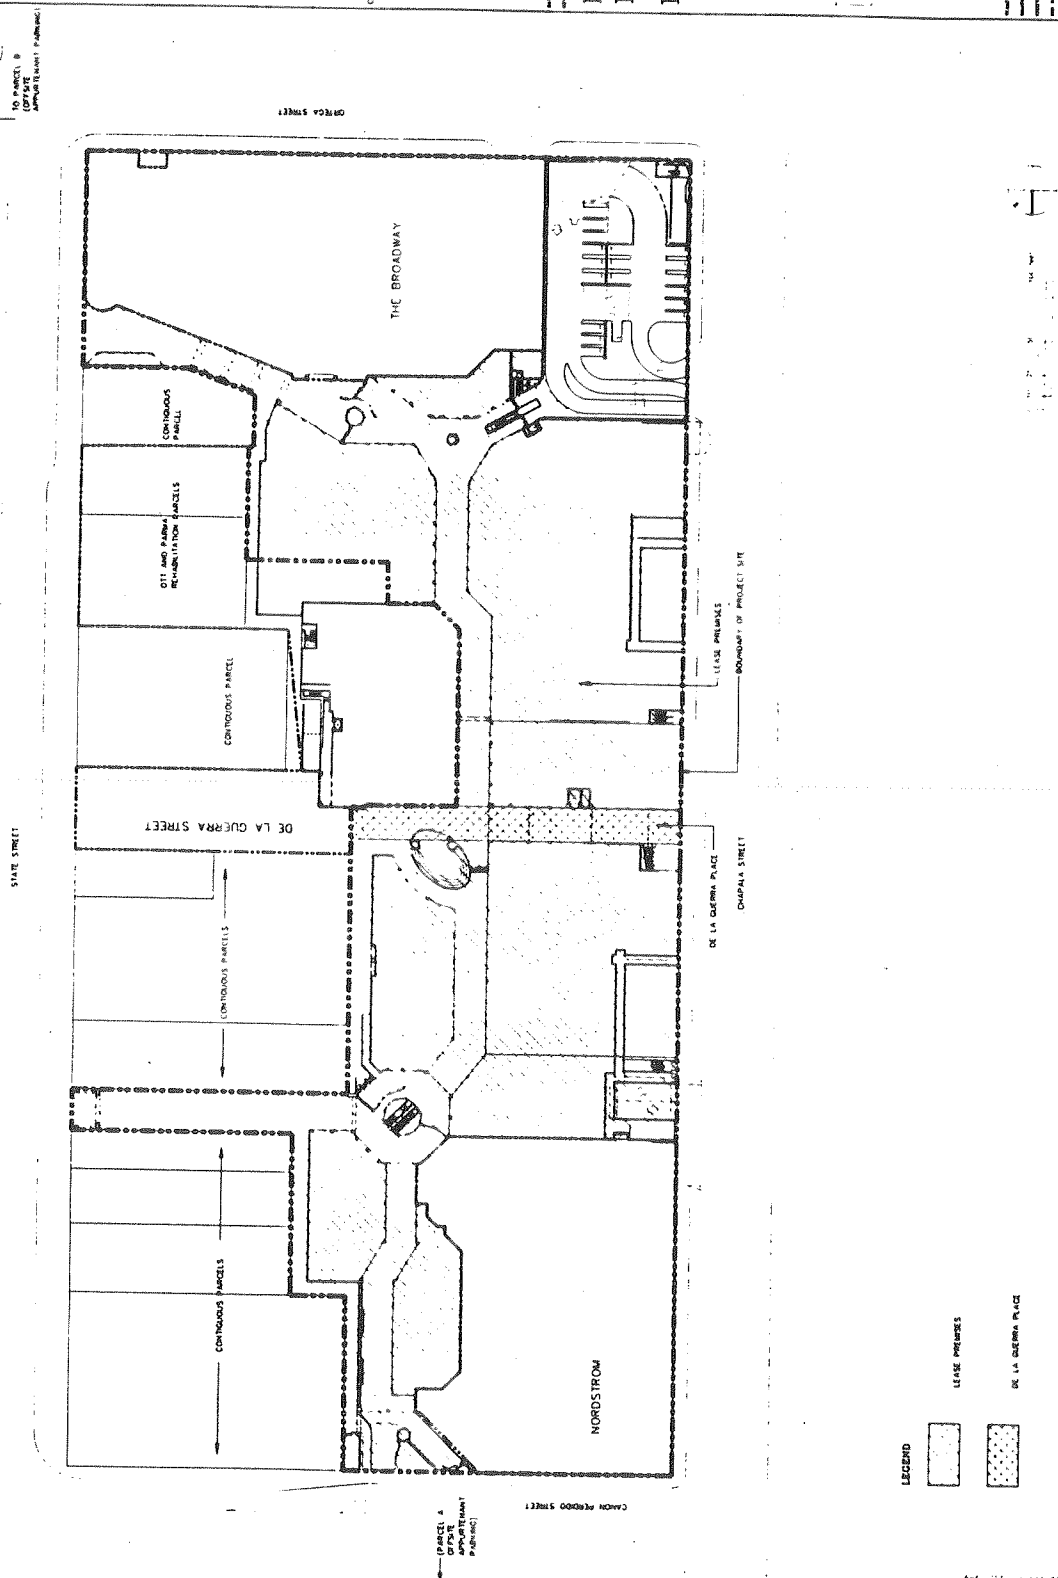 TO PARCEL B
(OFFSITE
APPURTENANT PARKING)
ORTEGA STREET
THE BROADWAY
CONTIGUOUS
PARCEL
OTT AND PARMA
REHABILITATION PARCELS
CONTIGUOUS PARCEL
LEASE PREMISES
BOUNDARY OF PROJECT SITE
STATE STREET
DE LA GUERRA STREET
DE LA GUERRA PLACE
CHAPALA STREET
CONTIGUOUS PARCELS
CONTIGUOUS PARCELS
NORDSTROM
CANON PERDIDO STREET
(PARCEL A
OFFSITE
APPURTENANT
PARKING)
LEGEND
LEASE PREMISES
DE LA GUERRA PLACE